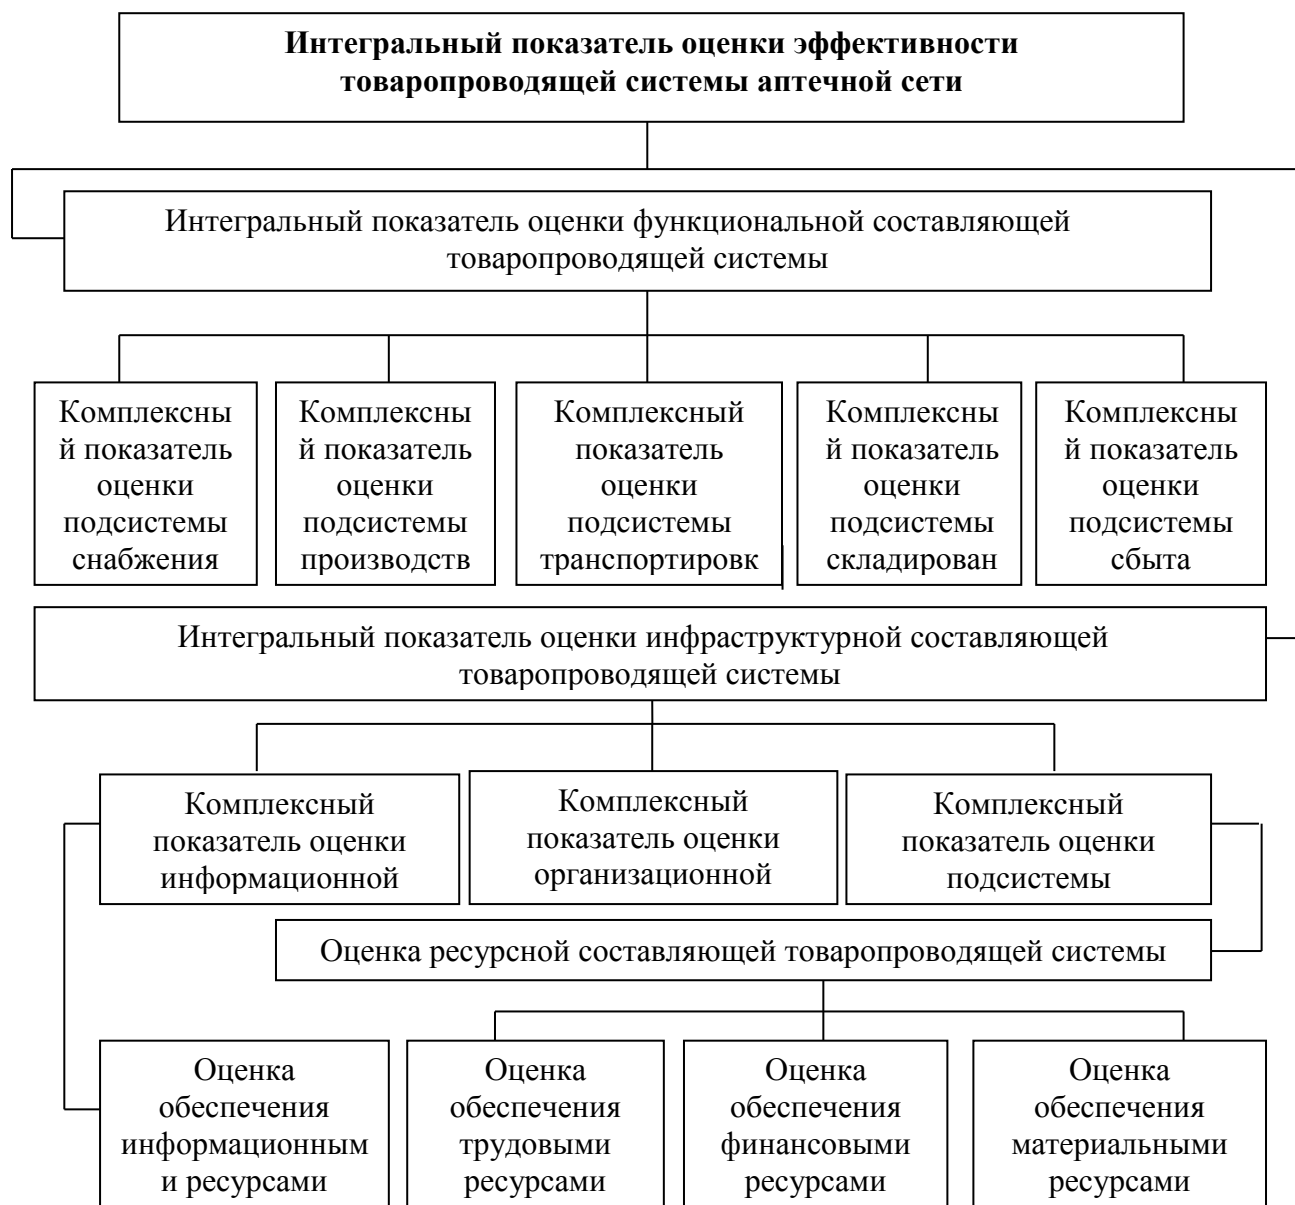 Интегральный показатель оценки эффективности
товаропроводящей системы аптечной сети
Интегральный показатель оценки функциональной составляющей
товаропроводящей системы
Комплексны
й показатель
оценки
подсистемы
снабжения
Комплексны
й показатель
оценки
подсистемы
производств
Комплексный
показатель
оценки
подсистемы
транспортировк
Комплексны
й показатель
оценки
подсистемы
складирован
Комплексны
й показатель
оценки
подсистемы
сбыта
Интегральный показатель оценки инфраструктурной составляющей
товаропроводящей системы
Комплексный
показатель оценки
информационной
Комплексный
показатель оценки
организационной
Комплексный
показатель оценки
подсистемы
Оценка ресурсной составляющей товаропроводящей системы
Оценка
обеспечения
информационным
и ресурсами
Оценка
обеспечения
трудовыми
ресурсами
Оценка
обеспечения
финансовыми
ресурсами
Оценка
обеспечения
материальными
ресурсами